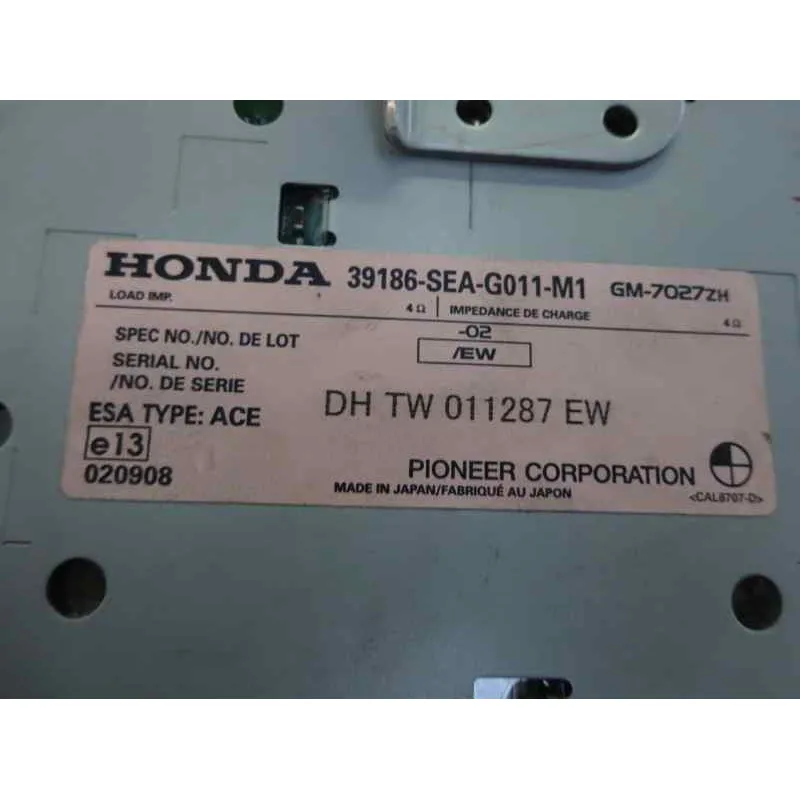 HONDA 39186-SEA-G011-M1 GM-7027ZH
LOAD IMP. 4Ω IMPEDANCE DE CHARGE 4Ω
SPEC NO./NO. DE LOT -02
/EW
SERIAL NO.
/NO. DE SERIE
DH TW 011287 EW
ESA TYPE: ACE
e13
020908
PIONEER CORPORATION
MADE IN JAPAN/FABRIQUÉ AU JAPON
<CAL8707-D>